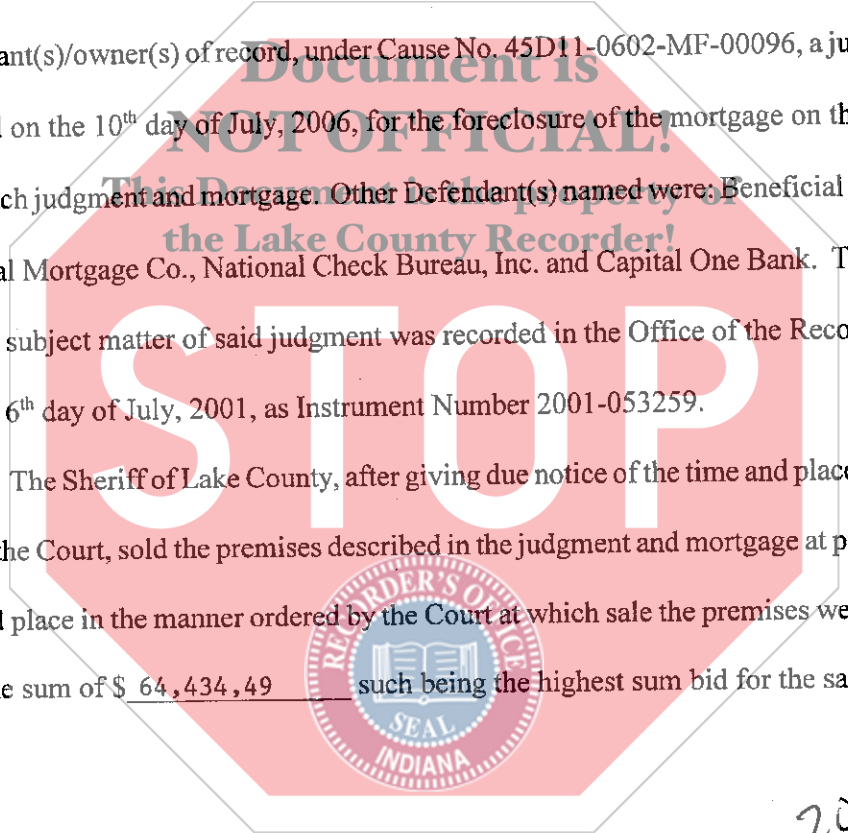 ant(s)/owner(s) of record, under Cause No. 45D11-0602-MF-00096, a ju
Document is
on the 10th day of July, 2006, for the foreclosure of the mortgage on th
NOT OFFICIAL!
ch judgment and mortgage. Other Defendant(s) named were: Beneficial
This Document is the property of
the Lake County Recorder!
al Mortgage Co., National Check Bureau, Inc. and Capital One Bank. T
subject matter of said judgment was recorded in the Office of the Reco
6th day of July, 2001, as Instrument Number 2001-053259.
STOP
The Sheriff of Lake County, after giving due notice of the time and place
he Court, sold the premises described in the judgment and mortgage at p
place in the manner ordered by the Court at which sale the premises we
e sum of $ 64,434,49 such being the highest sum bid for the sa
RECORDER'S OFFICE
SEAL
INDIANA